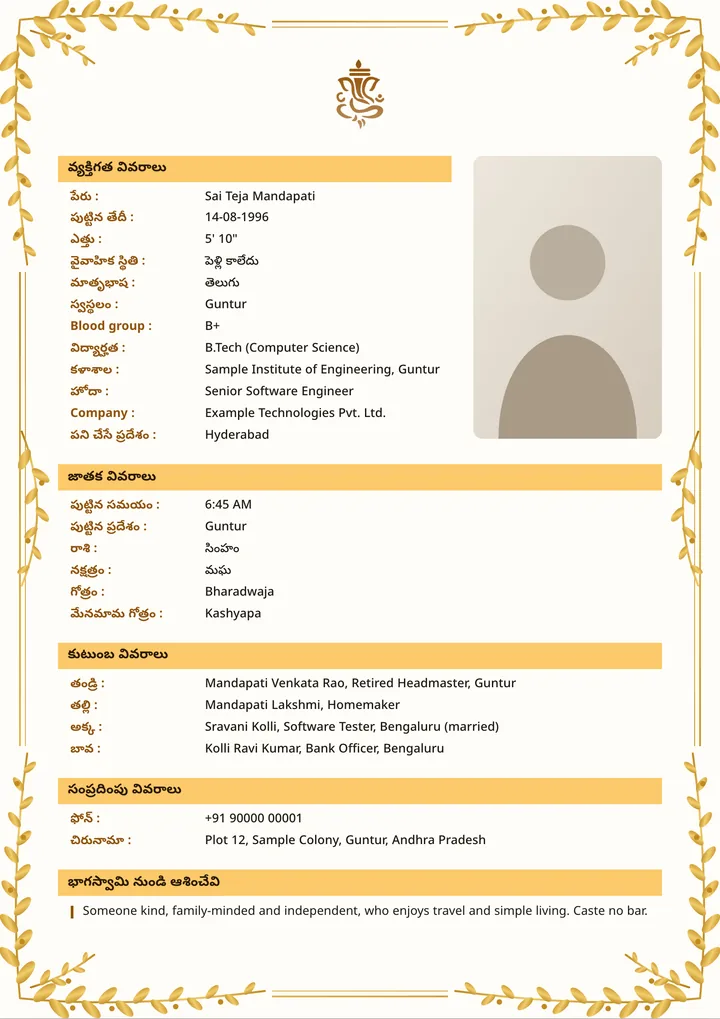 వ్యక్తిగత వివరాలు
పేరు : Sai Teja Mandapati
పుట్టిన తేదీ : 14-08-1996
ఎత్తు : 5' 10"
వైవాహిక స్థితి : పెళ్లి కాలేదు
మాతృభాష : తెలుగు
స్వస్థలం : Guntur
Blood group : B+
విద్యార్హత : B.Tech (Computer Science)
కళాశాల : Sample Institute of Engineering, Guntur
హోదా : Senior Software Engineer
Company : Example Technologies Pvt. Ltd.
పని చేసే ప్రదేశం : Hyderabad
జాతక వివరాలు
పుట్టిన సమయం : 6:45 AM
పుట్టిన ప్రదేశం : Guntur
రాశి : సింహం
నక్షత్రం : మఘ
గోత్రం : Bharadwaja
మేనమామ గోత్రం : Kashyapa
కుటుంబ వివరాలు
తండ్రి : Mandapati Venkata Rao, Retired Headmaster, Guntur
తల్లి : Mandapati Lakshmi, Homemaker
అక్క : Sravani Kolli, Software Tester, Bengaluru (married)
బావ : Kolli Ravi Kumar, Bank Officer, Bengaluru
సంప్రదింపు వివరాలు
ఫోన్ : +91 90000 00001
చిరునామా : Plot 12, Sample Colony, Guntur, Andhra Pradesh
భాగస్వామి నుండి ఆశించేవి
Someone kind, family-minded and independent, who enjoys travel and simple living. Caste no bar.